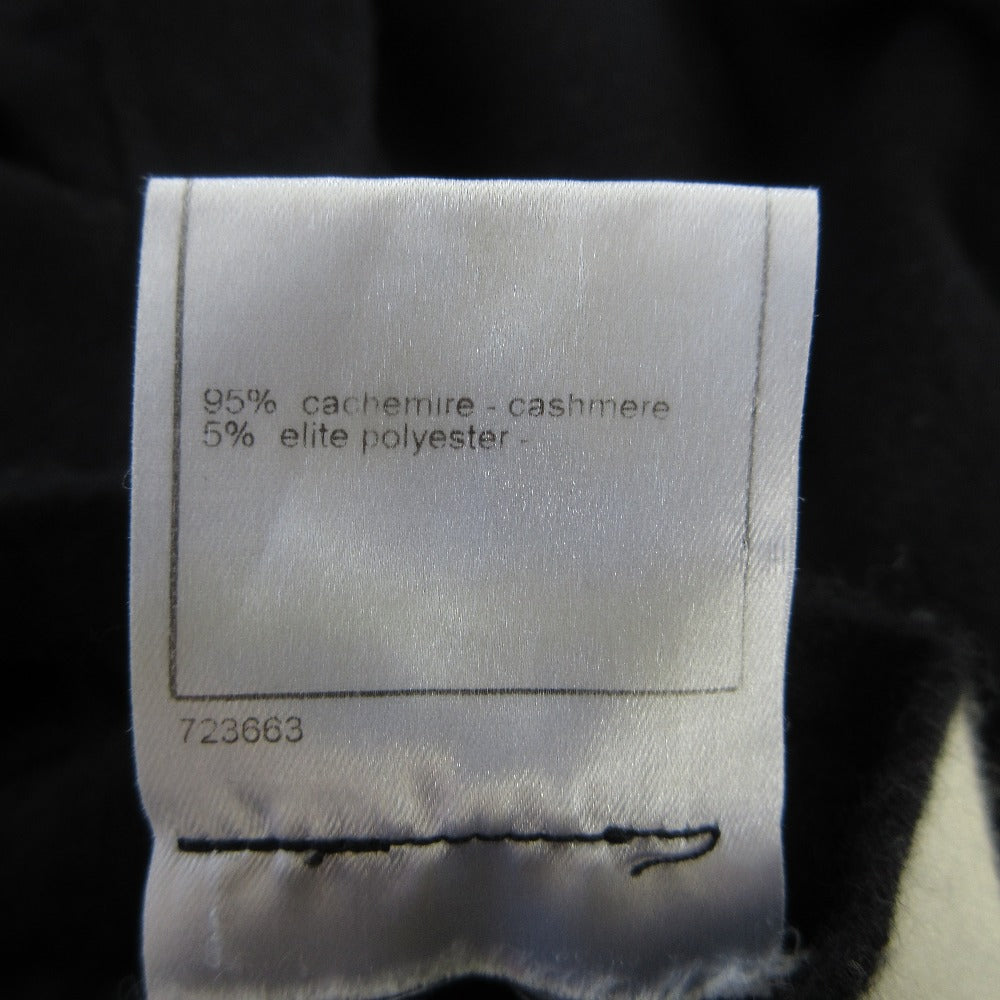 95% cachemire - cashmere
5% elite polyester -
723663